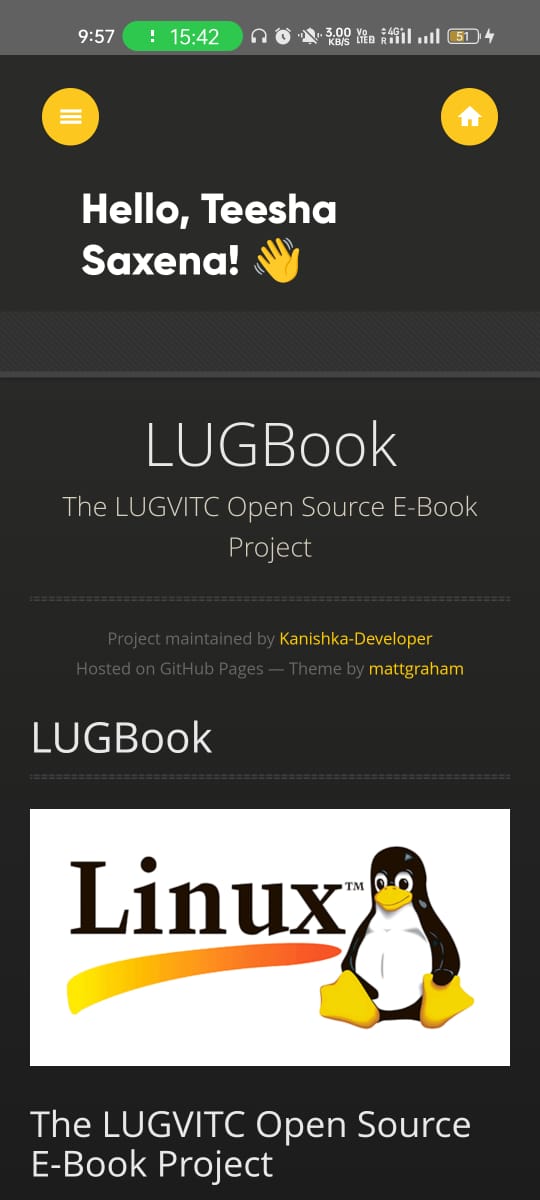 9:57 ! 15:42 3.00 KB/S Vo LTE 4G+ R 51
Hello, Teesha
Saxena! 👋
LUGBook
The LUGVITC Open Source E-Book
Project
Project maintained by Kanishka-Developer
Hosted on GitHub Pages — Theme by mattgraham
LUGBook
Linux™
The LUGVITC Open Source
E-Book Project